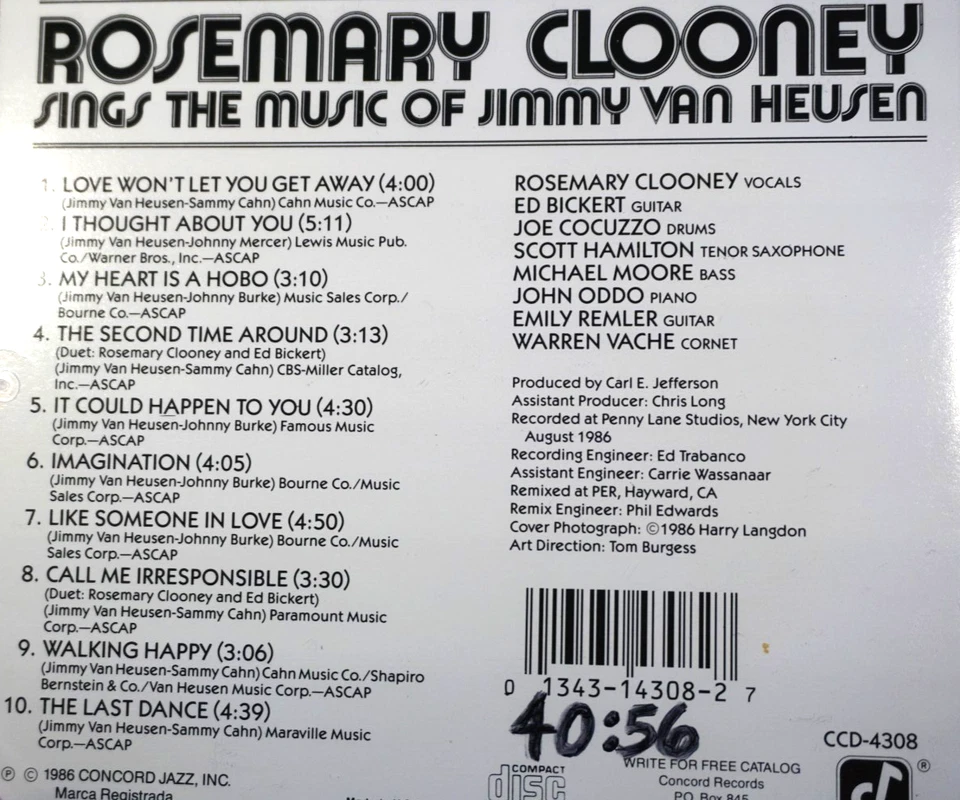 ROSEMARY CLOONEY
SINGS THE MUSIC OF JIMMY VAN HEUSEN
1. LOVE WON'T LET YOU GET AWAY (4:00)
(Jimmy Van Heusen-Sammy Cahn) Cahn Music Co.—ASCAP
2. I THOUGHT ABOUT YOU (5:11)
(Jimmy Van Heusen-Johnny Mercer) Lewis Music Pub.
Co./Warner Bros., Inc.—ASCAP
3. MY HEART IS A HOBO (3:10)
(Jimmy Van Heusen-Johnny Burke) Music Sales Corp./
Bourne Co.—ASCAP
4. THE SECOND TIME AROUND (3:13)
(Duet: Rosemary Clooney and Ed Bickert)
(Jimmy Van Heusen-Sammy Cahn) CBS-Miller Catalog,
Inc.—ASCAP
5. IT COULD HAPPEN TO YOU (4:30)
(Jimmy Van Heusen-Johnny Burke) Famous Music
Corp.—ASCAP
6. IMAGINATION (4:05)
(Jimmy Van Heusen-Johnny Burke) Bourne Co./Music
Sales Corp.—ASCAP
7. LIKE SOMEONE IN LOVE (4:50)
(Jimmy Van Heusen-Johnny Burke) Bourne Co./Music
Sales Corp.—ASCAP
8. CALL ME IRRESPONSIBLE (3:30)
(Duet: Rosemary Clooney and Ed Bickert)
(Jimmy Van Heusen-Sammy Cahn) Paramount Music
Corp.—ASCAP
9. WALKING HAPPY (3:06)
(Jimmy Van Heusen-Sammy Cahn) Cahn Music Co./Shapiro
Bernstein & Co./Van Heusen Music Corp.—ASCAP
10. THE LAST DANCE (4:39)
(Jimmy Van Heusen-Sammy Cahn) Maraville Music
Corp.—ASCAP
℗ © 1986 CONCORD JAZZ, INC.
Marca Registrada
ROSEMARY CLOONEY VOCALS
ED BICKERT GUITAR
JOE COCUZZO DRUMS
SCOTT HAMILTON TENOR SAXOPHONE
MICHAEL MOORE BASS
JOHN ODDO PIANO
EMILY REMLER GUITAR
WARREN VACHE CORNET
Produced by Carl E. Jefferson
Assistant Producer: Chris Long
Recorded at Penny Lane Studios, New York City
August 1986
Recording Engineer: Ed Trabanco
Assistant Engineer: Carrie Wassanaar
Remixed at PER, Hayward, CA
Remix Engineer: Phil Edwards
Cover Photograph: ©1986 Harry Langdon
Art Direction: Tom Burgess
0 1343-14308-2 7
40:56
CCD-4308
COMPACT
disc
WRITE FOR FREE CATALOG
Concord Records
PO. Box 845
®